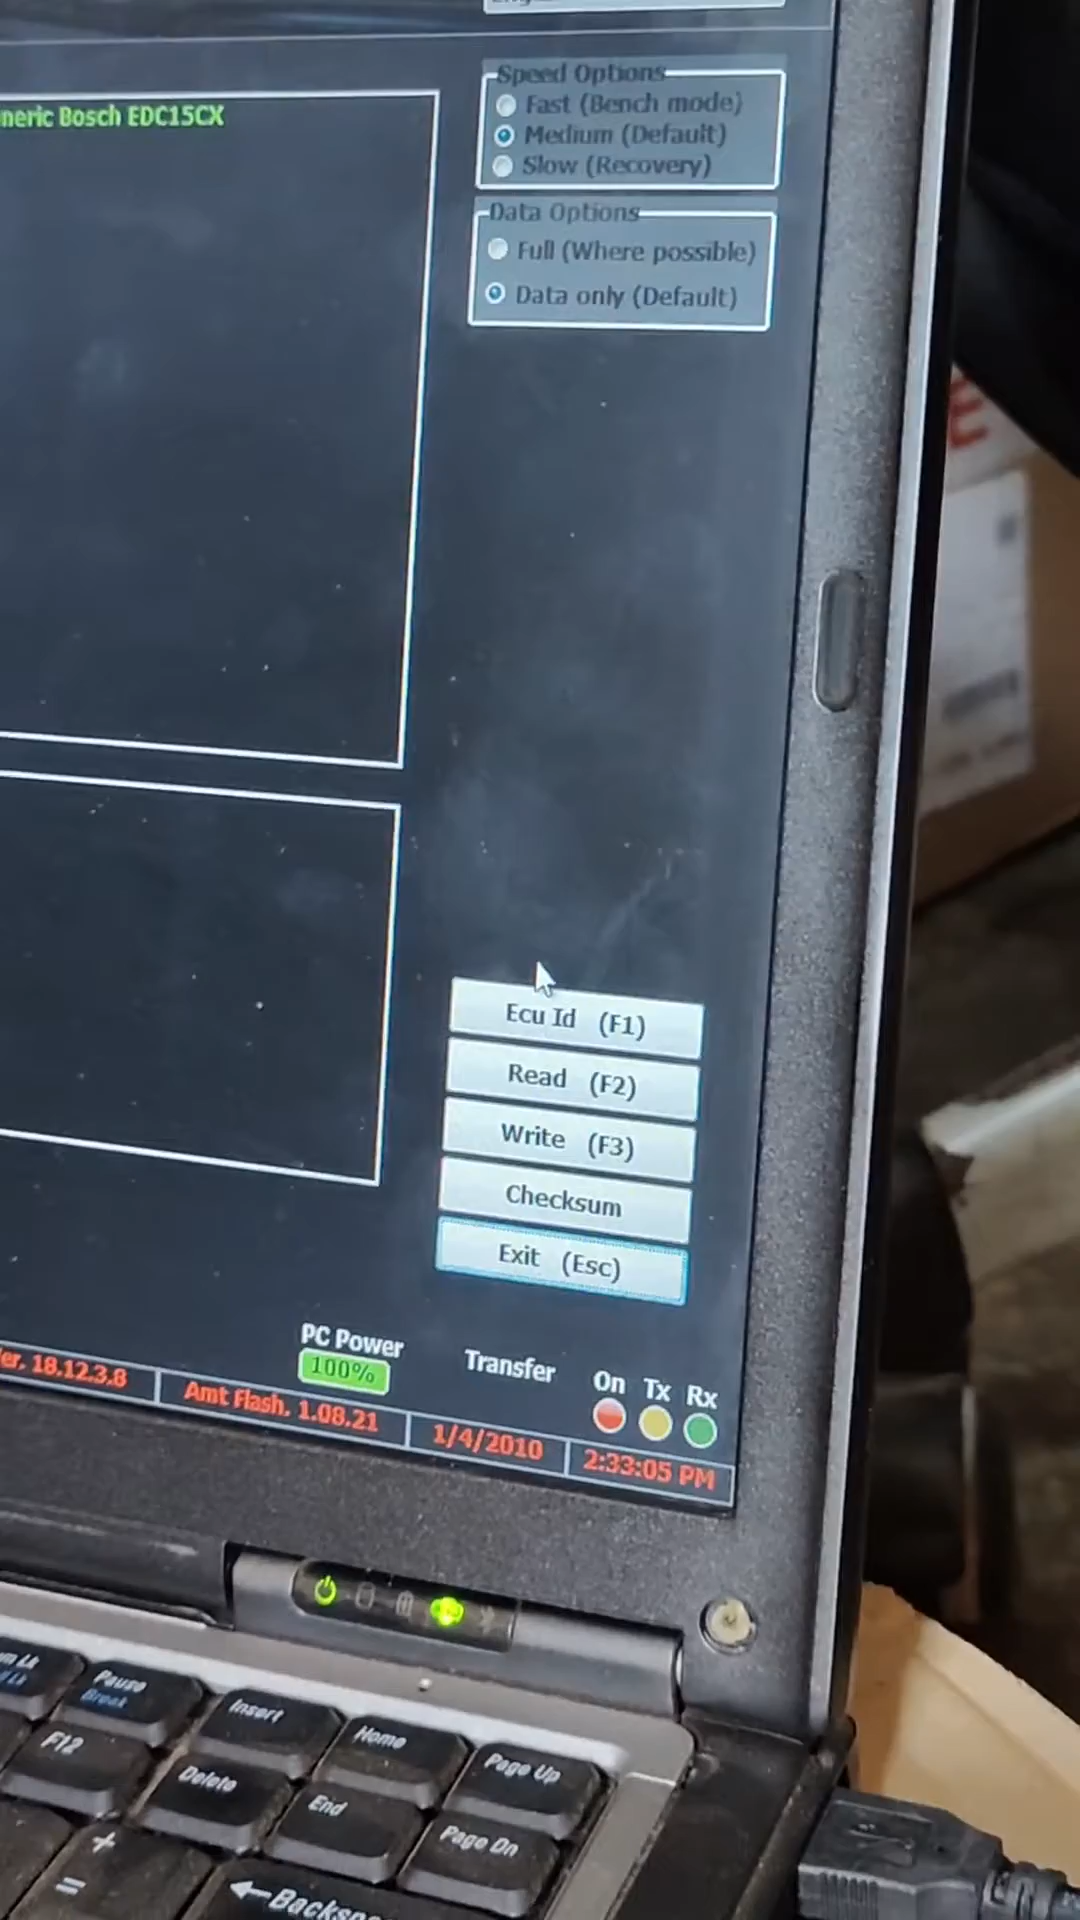 neric Bosch EDC15CX
Speed Options
Fast (Bench mode)
Medium (Default)
Slow (Recovery)
Data Options
Full (Where possible)
Data only (Default)
Ecu Id (F1)
Read (F2)
Write (F3)
Checksum
Exit (Esc)
PC Power
100%
Transfer
On Tx Rx
er. 18.12.3.8
Amt Flash. 1.08.21
1/4/2010
2:33:05 PM
Pause
Break
Insert
Home
Page Up
F12
Delete
End
Page Dn
+
=
E